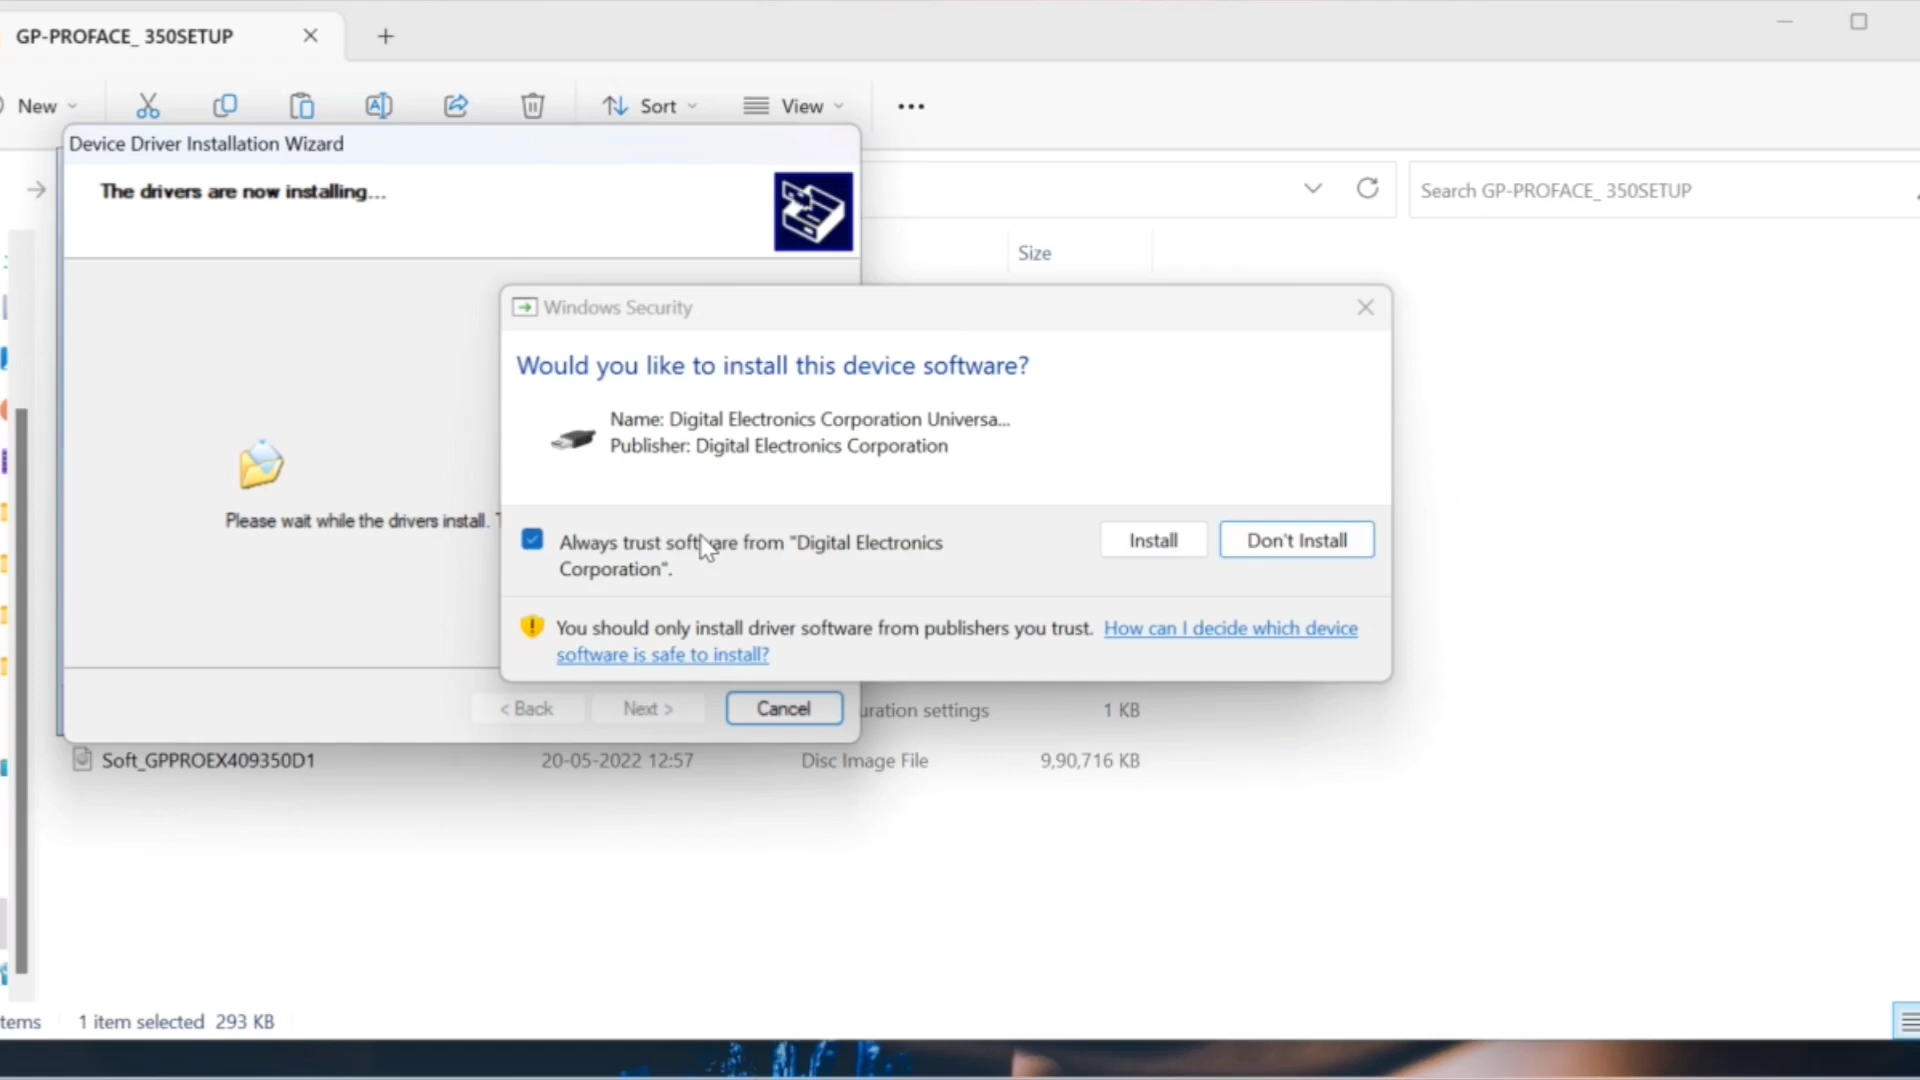 GP-PROFACE_ 350SETUP
New
Sort
View
Device Driver Installation Wizard
The drivers are now installing...
Search GP-PROFACE_ 350SETUP
Size
Windows Security
Would you like to install this device software?
Name: Digital Electronics Corporation Universa...
Publisher: Digital Electronics Corporation
Please wait while the drivers install.
Always trust software from "Digital Electronics
Corporation".
Install
Don't Install
You should only install driver software from publishers you trust. How can I decide which device
software is safe to install?
< Back
Next >
Cancel
uration settings
1 KB
Soft_GPPROEX409350D1
20-05-2022 12:57
Disc Image File
9,90,716 KB
tems
1 item selected 293 KB